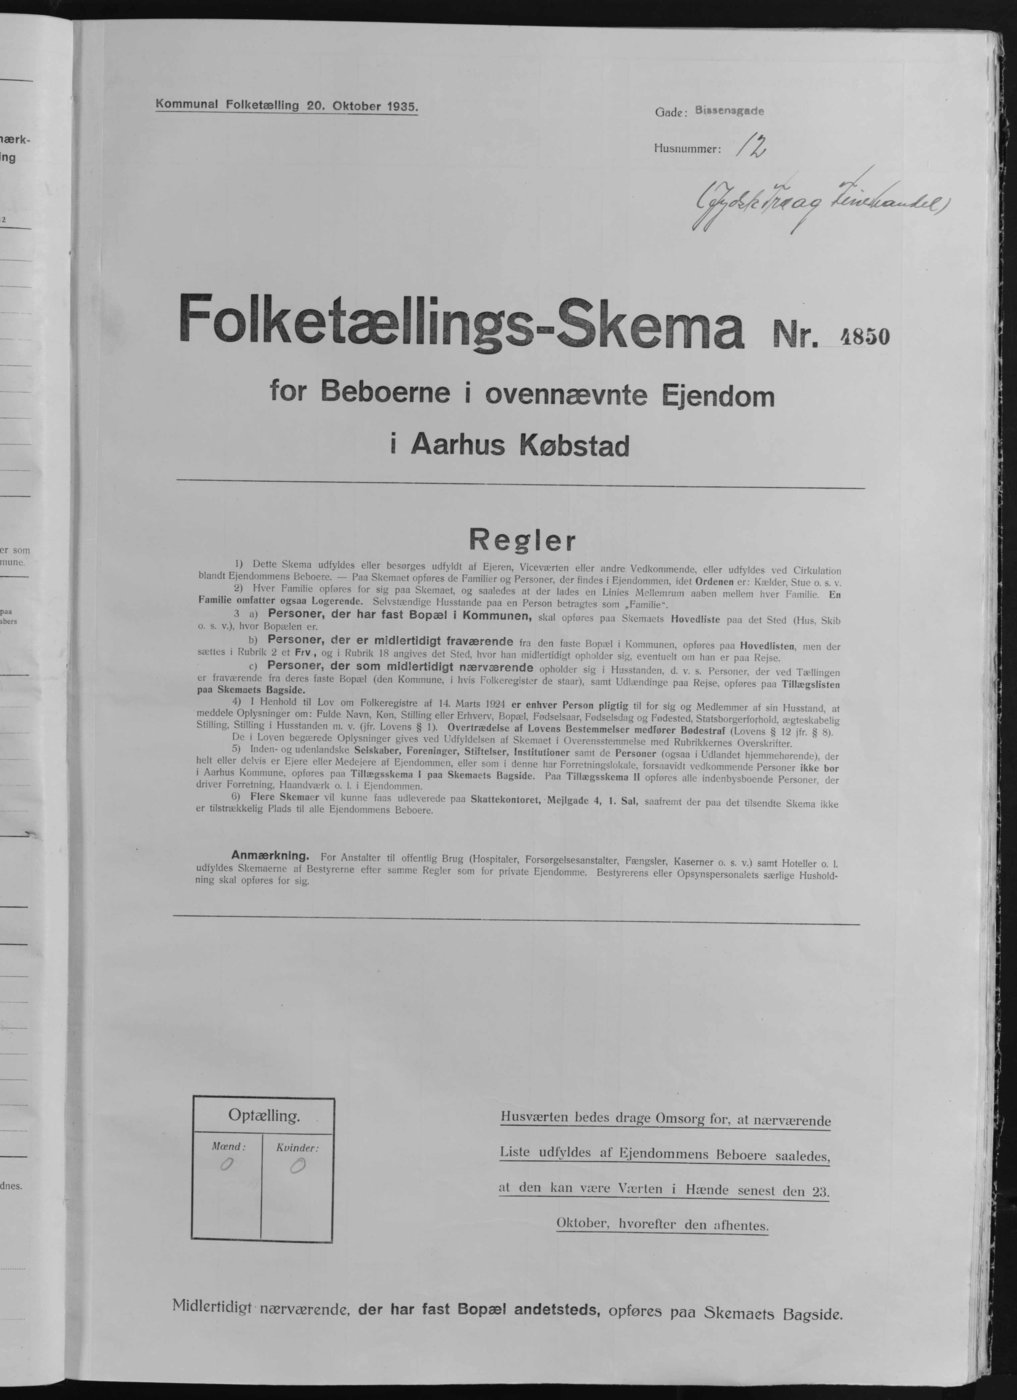 Kommunal Folketælling 20. Oktober 1935.
Gade: Bissensgade
Husnummer: 12
(Jydsk Træ og Finerhandel)
Folketællings-Skema Nr. 4850
for Beboerne i ovennævnte Ejendom
i Aarhus Købstad
Regler
1) Dette Skema udfyldes eller besørges udfyldt af Ejeren, Viceværten eller andre Vedkommende, eller udfyldes ved Cirkulation
blandt Ejendommens Beboere. — Paa Skemaet opføres de Familier og Personer, der findes i Ejendommen, idet Ordenen er: Kælder, Stue o. s. v.
2) Hver Familie opføres for sig paa Skemaet, og saaledes at der lades en Linies Mellemrum aaben mellem hver Familie. En
Familie omfatter ogsaa Logerende. Selvstændige Husstande paa en Person betragtes som „Familie“.
3 a) Personer, der har fast Bopæl i Kommunen, skal opføres paa Skemaets Hovedliste paa det Sted (Hus, Skib
o. s. v.), hvor Bopælen er.
b) Personer, der er midlertidigt fraværende fra den faste Bopæl i Kommunen, opføres paa Hovedlisten, men der
sættes i Rubrik 2 et Frv., og i Rubrik 18 angives det Sted, hvor han midlertidigt opholder sig, eventuelt om han er paa Rejse.
c) Personer, der som midlertidigt nærværende opholder sig i Husstanden, d. v. s. Personer, der ved Tællingen
er fraværende fra deres faste Bopæl (den Kommune, i hvis Folkeregister de staar), samt Udlændinge paa Rejse, opføres paa Tillægslisten
paa Skemaets Bagside.
4) I Henhold til Lov om Folkeregistre af 14. Marts 1924 er enhver Person pligtig til for sig og Medlemmer af sin Husstand, at
meddele Oplysninger om: Fulde Navn, Køn, Stilling eller Erhverv, Bopæl, Fødselsaar, Fødselsdag og Fødested, Statsborgerforhold, ægteskabelig
Stilling, Stilling i Husstanden m. v. (jfr. Lovens § 1). Overtrædelse af Lovens Bestemmelser medfører Bødestraf (Lovens § 12 jfr. § 8).
De i Loven begærede Oplysninger gives ved Udfyldelsen af Skemaet i Overensstemmelse med Rubrikkernes Overskrifter.
5) Inden- og udenlandske Selskaber, Foreninger, Stiftelser, Institutioner samt de Personer (ogsaa i Udlandet hjemmehørende), der
helt eller delvis er Ejere eller Medejere af Ejendommen, eller som i denne har Forretningslokale, forsaavidt vedkommende Personer ikke bor
i Aarhus Kommune, opføres paa Tillægsskema I paa Skemaets Bagside. Paa Tillægsskema II opføres alle indenbysboende Personer, der
driver Forretning, Haandværk o. l. i Ejendommen.
6) Flere Skemaer vil kunne faas udleverede paa Skattekontoret, Mejlgade 4, 1. Sal, saafremt der paa det tilsendte Skema ikke
er tilstrækkelig Plads til alle Ejendommens Beboere.
Anmærkning. For Anstalter til offentlig Brug (Hospitaler, Forsørgelsesanstalter, Fængsler, Kaserner o. s. v.) samt Hoteller o. l.
udfyldes Skemaerne af Bestyrerne efter samme Regler som for private Ejendomme. Bestyrerens eller Opsynspersonalets særlige Hushold-
ning skal opføres for sig.
Optælling.
Mænd: Kvinder:
0 0
Husværten bedes drage Omsorg for, at nærværende
Liste udfyldes af Ejendommens Beboere saaledes,
at den kan være Værten i Hænde senest den 23.
Oktober, hvorefter den afhentes.
Midlertidigt nærværende, der har fast Bopæl andetsteds, opføres paa Skemaets Bagside.